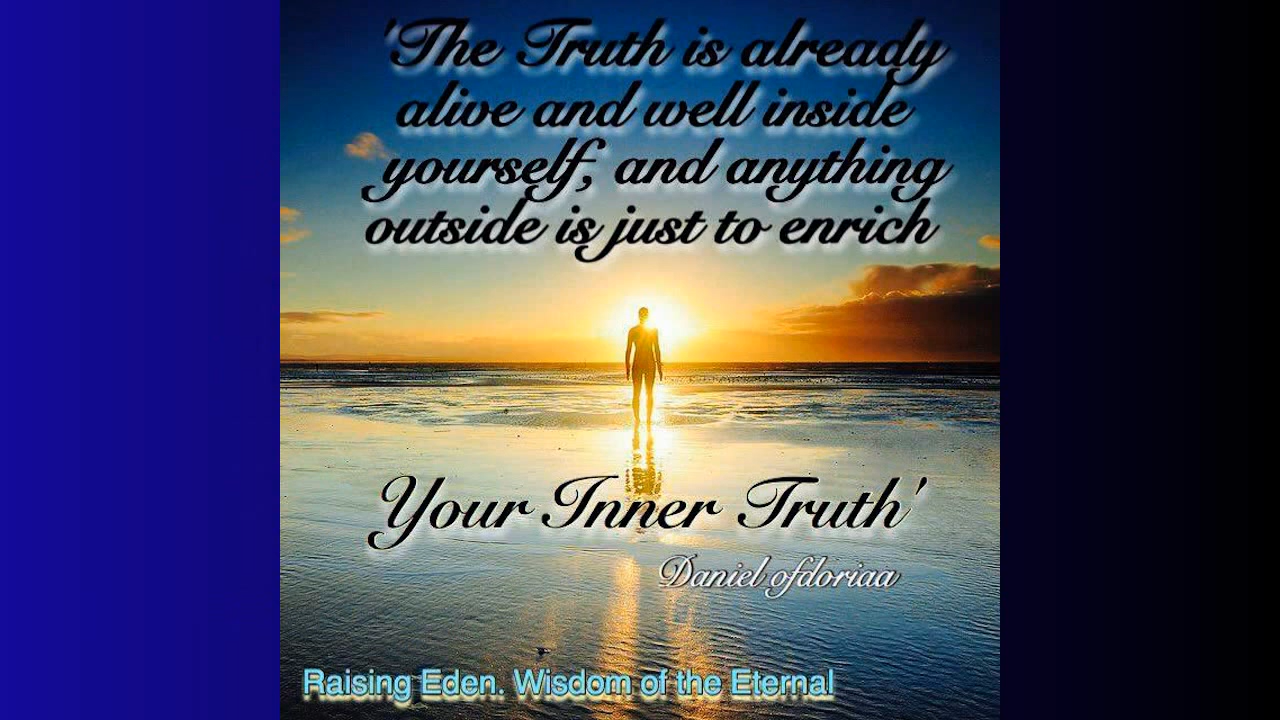 'The Truth is already
alive and well inside
yourself, and anything
outside is just to enrich
Your Inner Truth'
Daniel ofdoriaa
Raising Eden. Wisdom of the Eternal